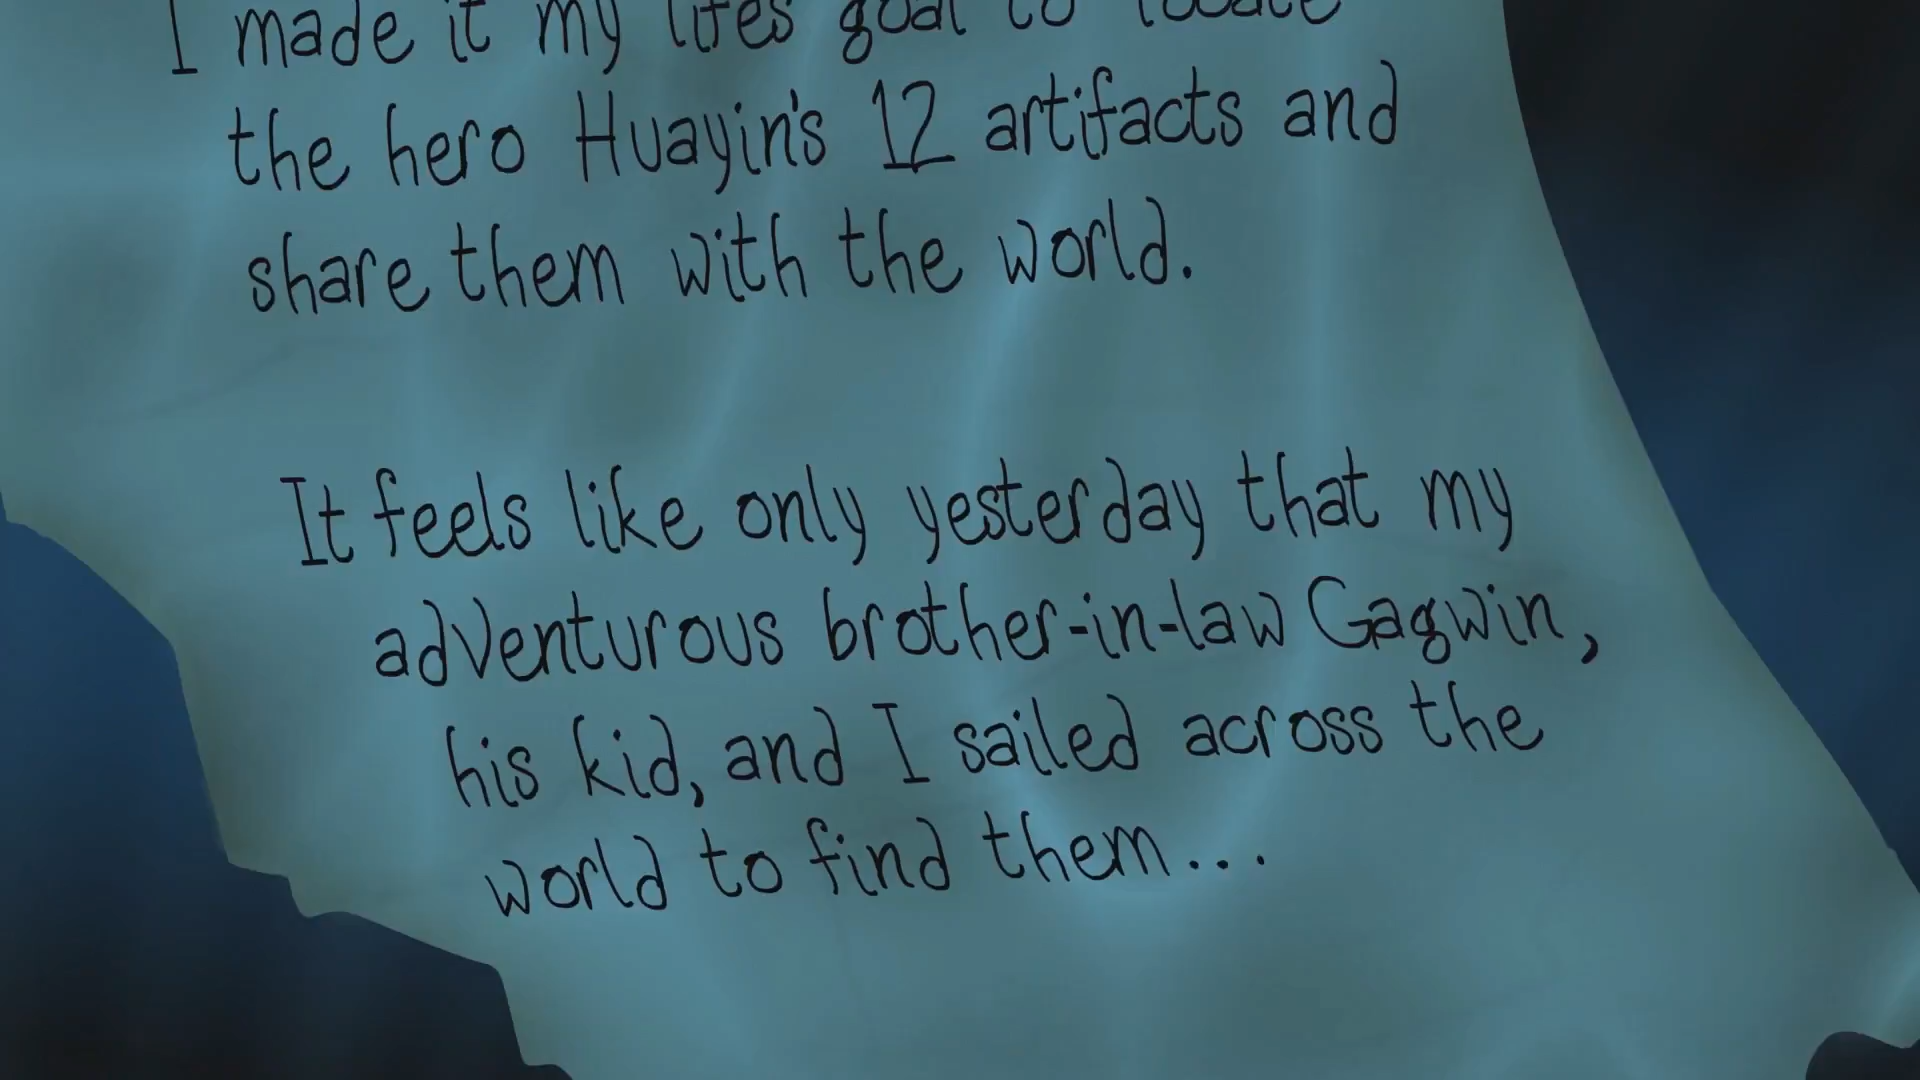 I made it my lifes goal to locate
the hero Huayin's 12 artifacts and
share them with the world.
It feels like only yesterday that my
adventurous brother-in-law Gagwin,
his kid, and I sailed across the
world to find them...